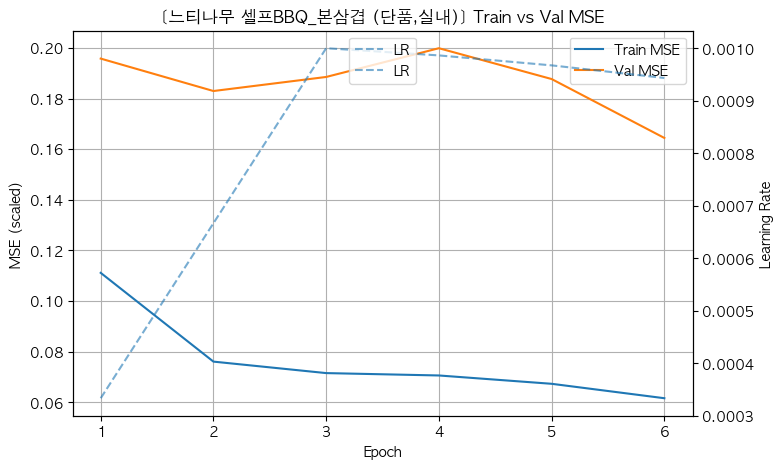 [느티나무 셀프BBQ_본삼겹 (단품,실내)] Train vs Val MSE
MSE (scaled)
0.20
0.18
0.16
0.14
0.12
0.10
0.08
0.06
LR
LR
Train MSE
Val MSE
0.0010
0.0009
0.0008
0.0007
0.0006
0.0005
0.0004
0.0003
Learning Rate
1 2 3 4 5 6
Epoch